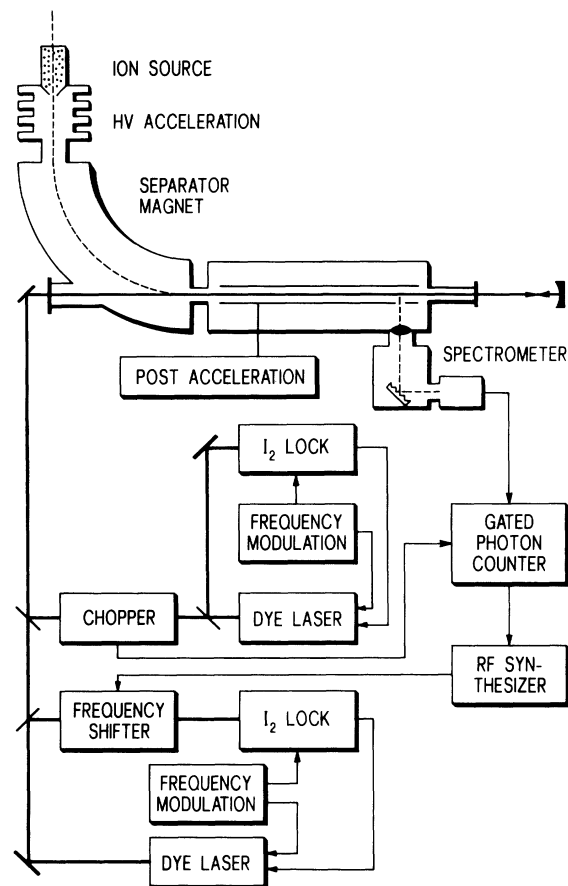 ION SOURCE
HV ACCELERATION
SEPARATOR
MAGNET
POST ACCELERATION
SPECTROMETER
I₂ LOCK
FREQUENCY
MODULATION
GATED
PHOTON
COUNTER
CHOPPER
DYE LASER
RF SYN-
THESIZER
FREQUENCY
SHIFTER
I₂ LOCK
FREQUENCY
MODULATION
DYE LASER